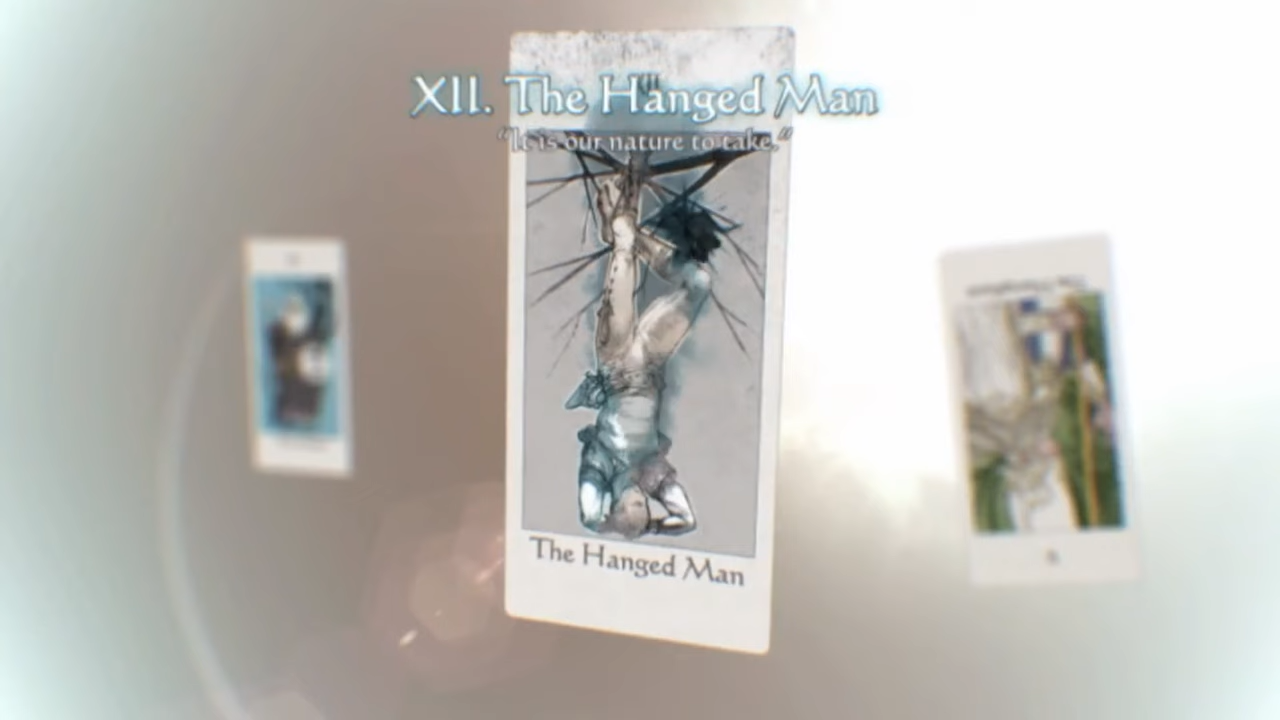 XII. The Hanged Man
“It is our nature to take.”
The Hanged Man